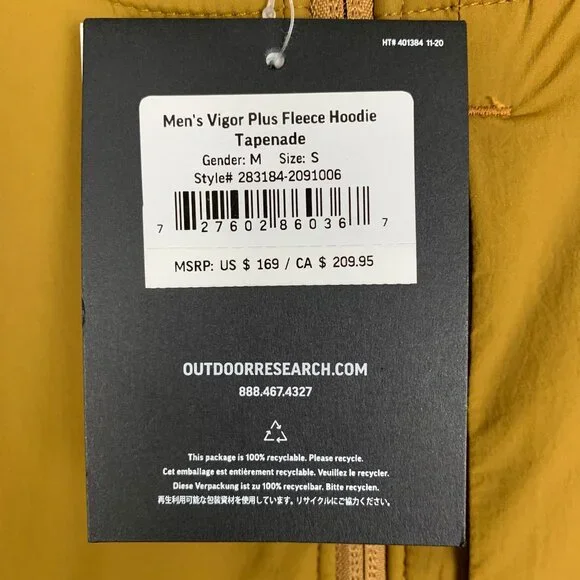 HT# 401384 11-20
Men's Vigor Plus Fleece Hoodie
Tapenade
Gender: M Size: S
Style# 283184-2091006
7 27602 86036 7
MSRP: US $ 169 / CA $ 209.95
OUTDOORRESEARCH.COM
888.467.4327
This package is 100% recyclable. Please recycle.
Cet emballage est entièrement recyclable. Veuillez le recycler.
Diese Verpackung ist zu 100% recycelbar. Bitte recyclen.
再生利用可能な包装資材を使用しています。リサイクルにご協力ください。